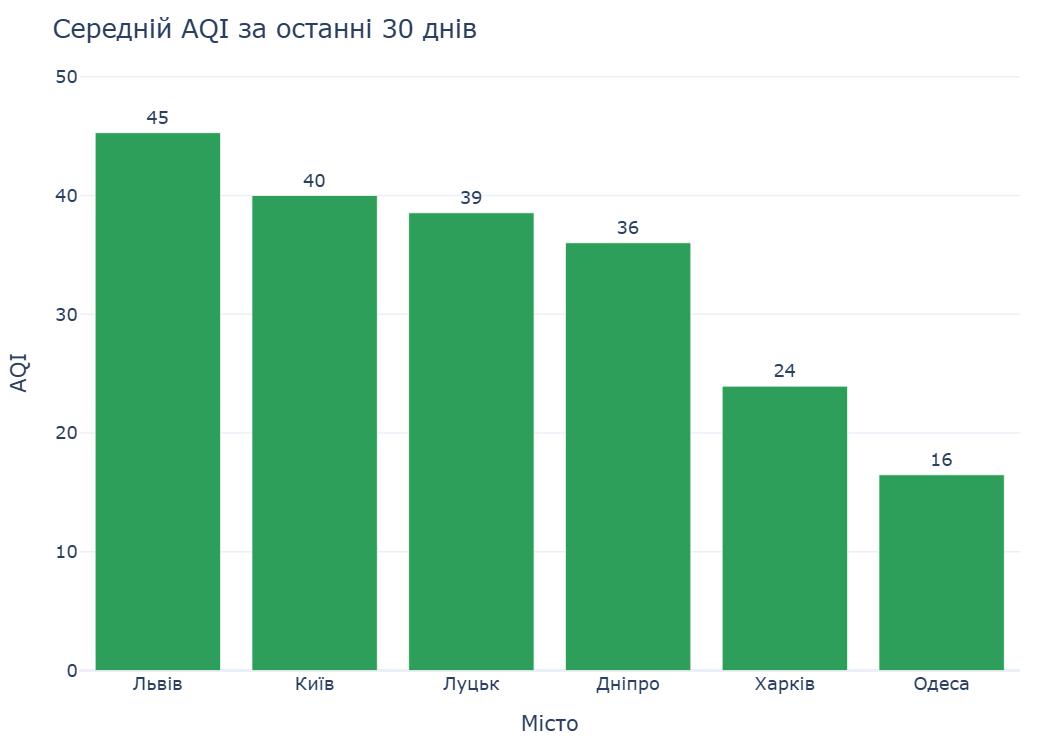 Середній AQI за останні 30 днів
50
45
40
40
39
36
30
24
20
16
10
0
AQI
Львів
Київ
Луцьк
Дніпро
Харків
Одеса
Місто